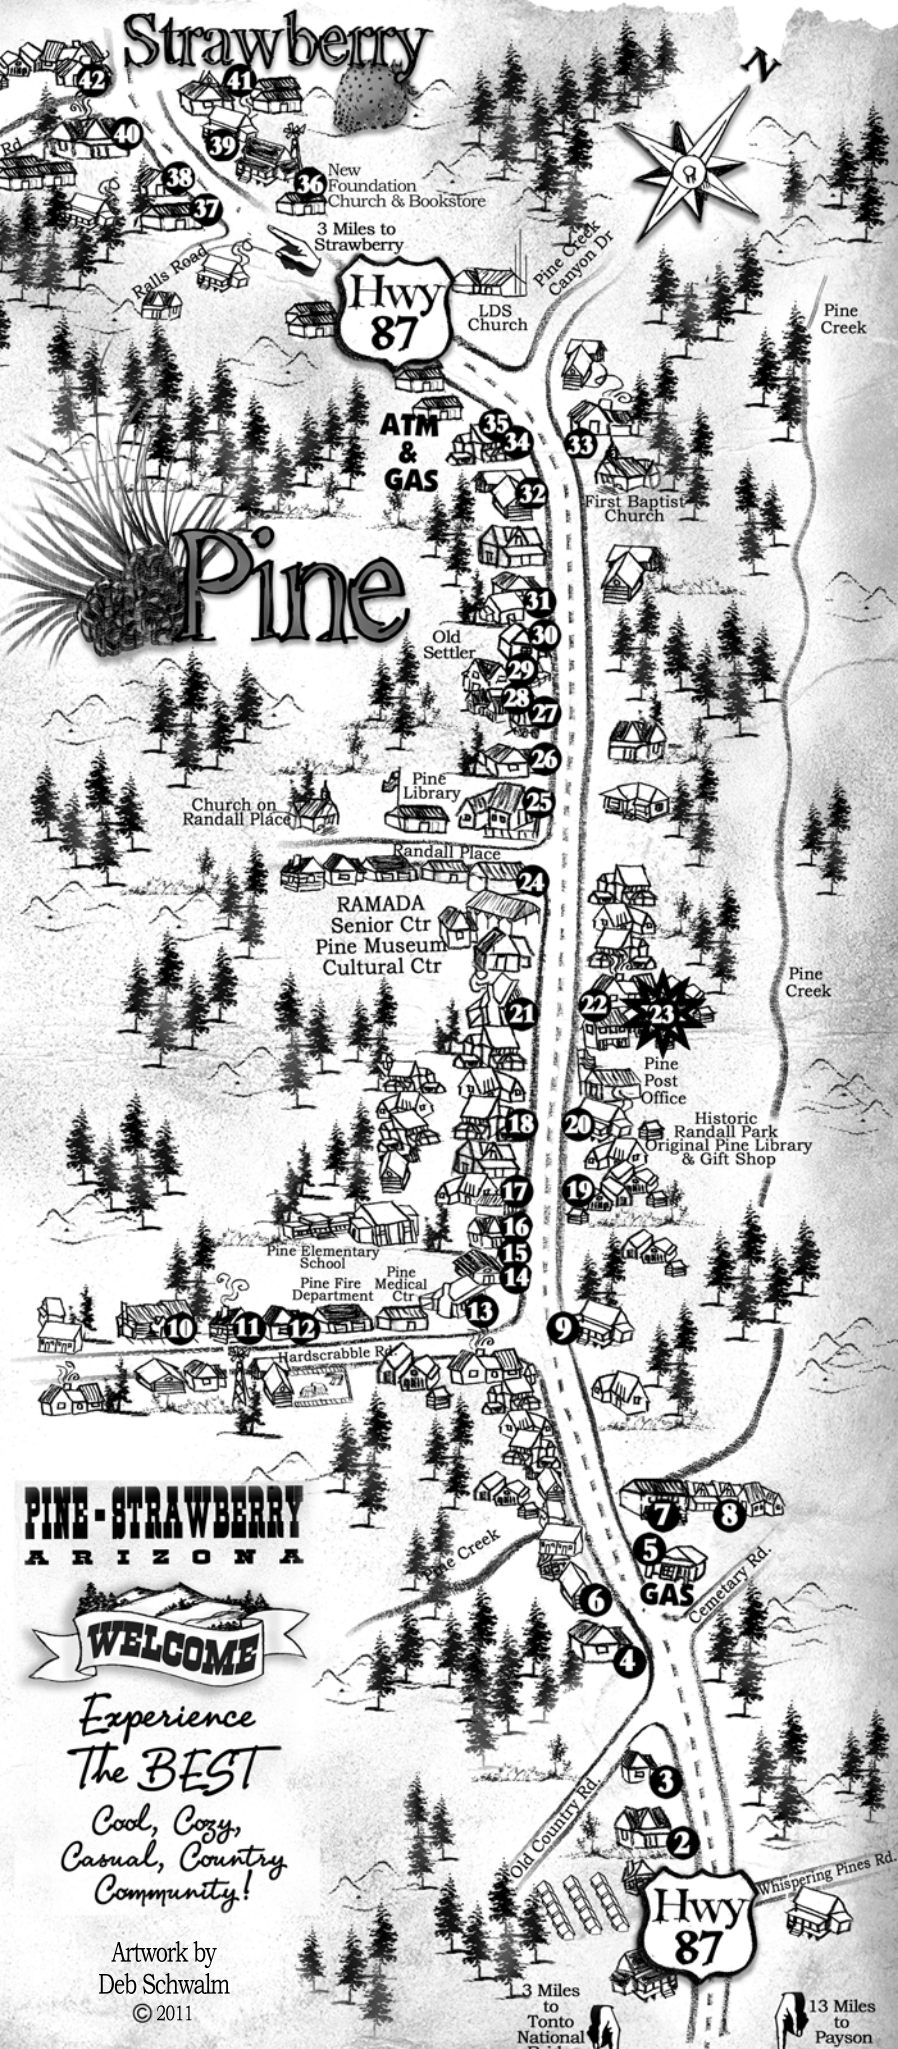 Strawberry
N
42
41
40
39
Rd
38
37
36
New
Foundation
Church & Bookstore
3 Miles to
Strawberry
Ralls Road
Hwy
87
LDS
Church
Pine Creek
Canyon Dr
Pine
Creek
ATM
&
GAS
35
34
33
32
First Baptist
Church
Pine
31
30
Old
Settler
29
28
27
26
25
Pine
Library
Church on
Randall Place
Randall Place
24
RAMADA
Senior Ctr
Pine Museum
Cultural Ctr
Pine
Creek
21
22
23
Pine
Post
Office
18
20
Historic
Randall Park
Original Pine Library
& Gift Shop
17
19
16
15
14
Pine Elementary
School
Pine Fire
Department
Pine
Medical
Ctr
13
12
11
10
9
Hardscrabble Rd.
PINE-STRAWBERRY
ARIZONA
7
8
Pine Creek
5
GAS
Cemetary Rd.
6
4
WELCOME
Experience
The BEST
Cool, Cozy,
Casual, Country
Community!
3
Old Country Rd.
2
Hwy
87
Whispering Pines Rd.
Artwork by
Deb Schwalm
© 2011
3 Miles
to
Tonto
National
13 Miles
to
Payson